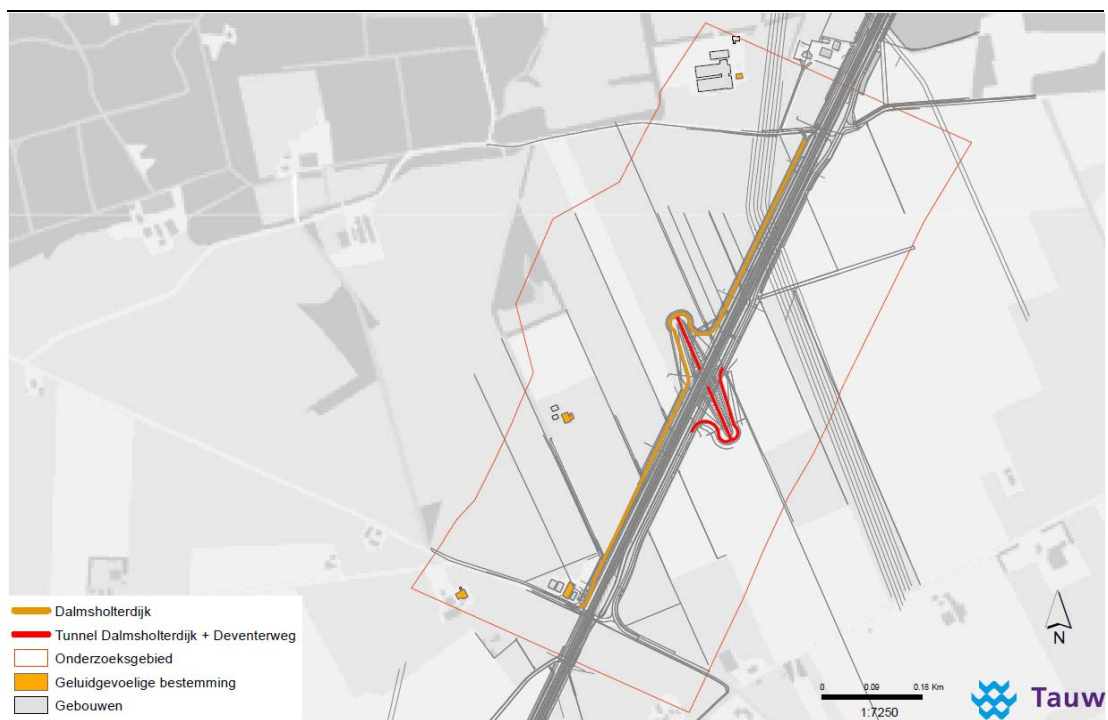 Dalmsholterdijk
Tunnel Dalmsholterdijk + Deventerweg
Onderzoeksgebied
Geluidgevoelige bestemming
Gebouwen
N
0 0.09 0.18 Km
1:7250
Tauw